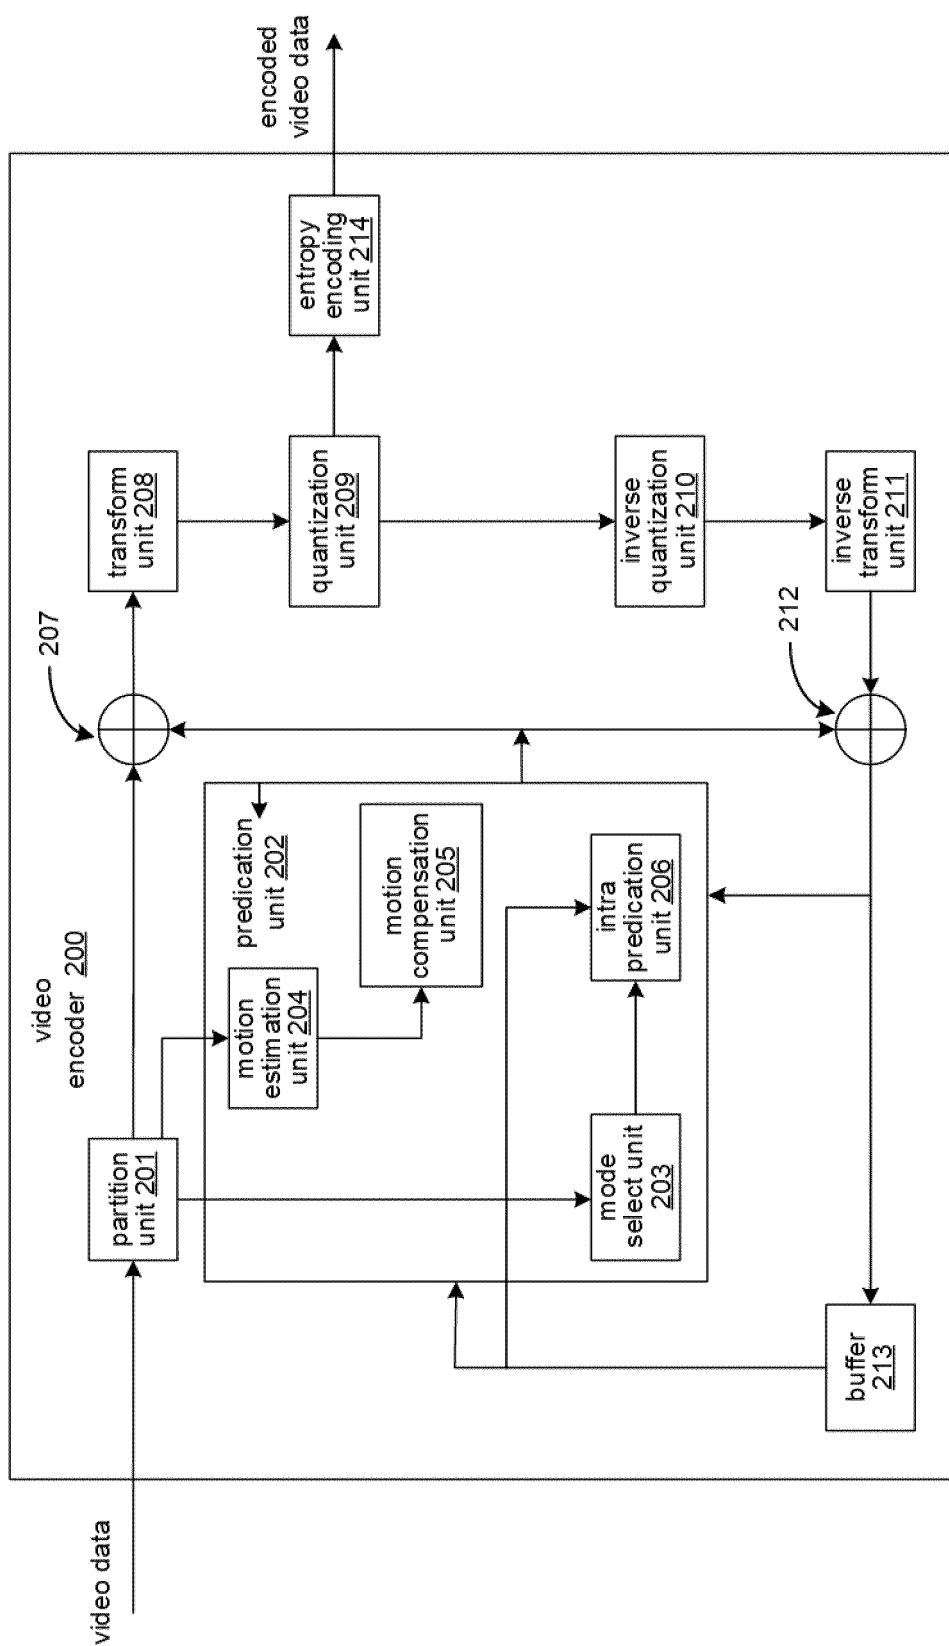 video data
video
encoder 200
partition
unit 201
207
transform
unit 208
predication
unit 202
motion
estimation
unit 204
motion
compensation
unit 205
quantization
unit 209
entropy
encoding
unit 214
encoded
video data
mode
select unit
203
intra
predication
unit 206
inverse
quantization
unit 210
buffer
213
212
inverse
transform
unit 211